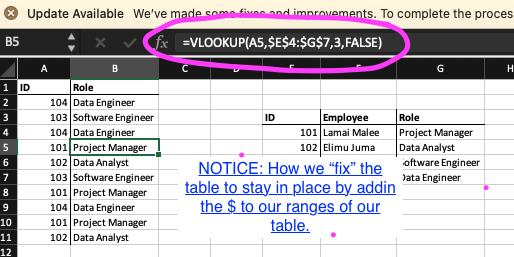 Update Available We've made some fixes and improvements. To complete the proces
B5 fx =VLOOKUP(A5,$E$4:$G$7,3,FALSE)
A B C D E F G H
1 ID Role
2 104 Data Engineer
3 103 Software Engineer ID Employee Role
4 104 Data Engineer 101 Lamai Malee Project Manager
5 101 Project Manager 102 Elimu Juma Data Analyst
6 102 Data Analyst oftware Engineer
7 103 Software Engineer Data Engineer
8 101 Project Manager
9 104 Data Engineer
10 101 Project Manager
11 102 Data Analyst
12
NOTICE: How we “fix” the
table to stay in place by addin
the $ to our ranges of our
table.